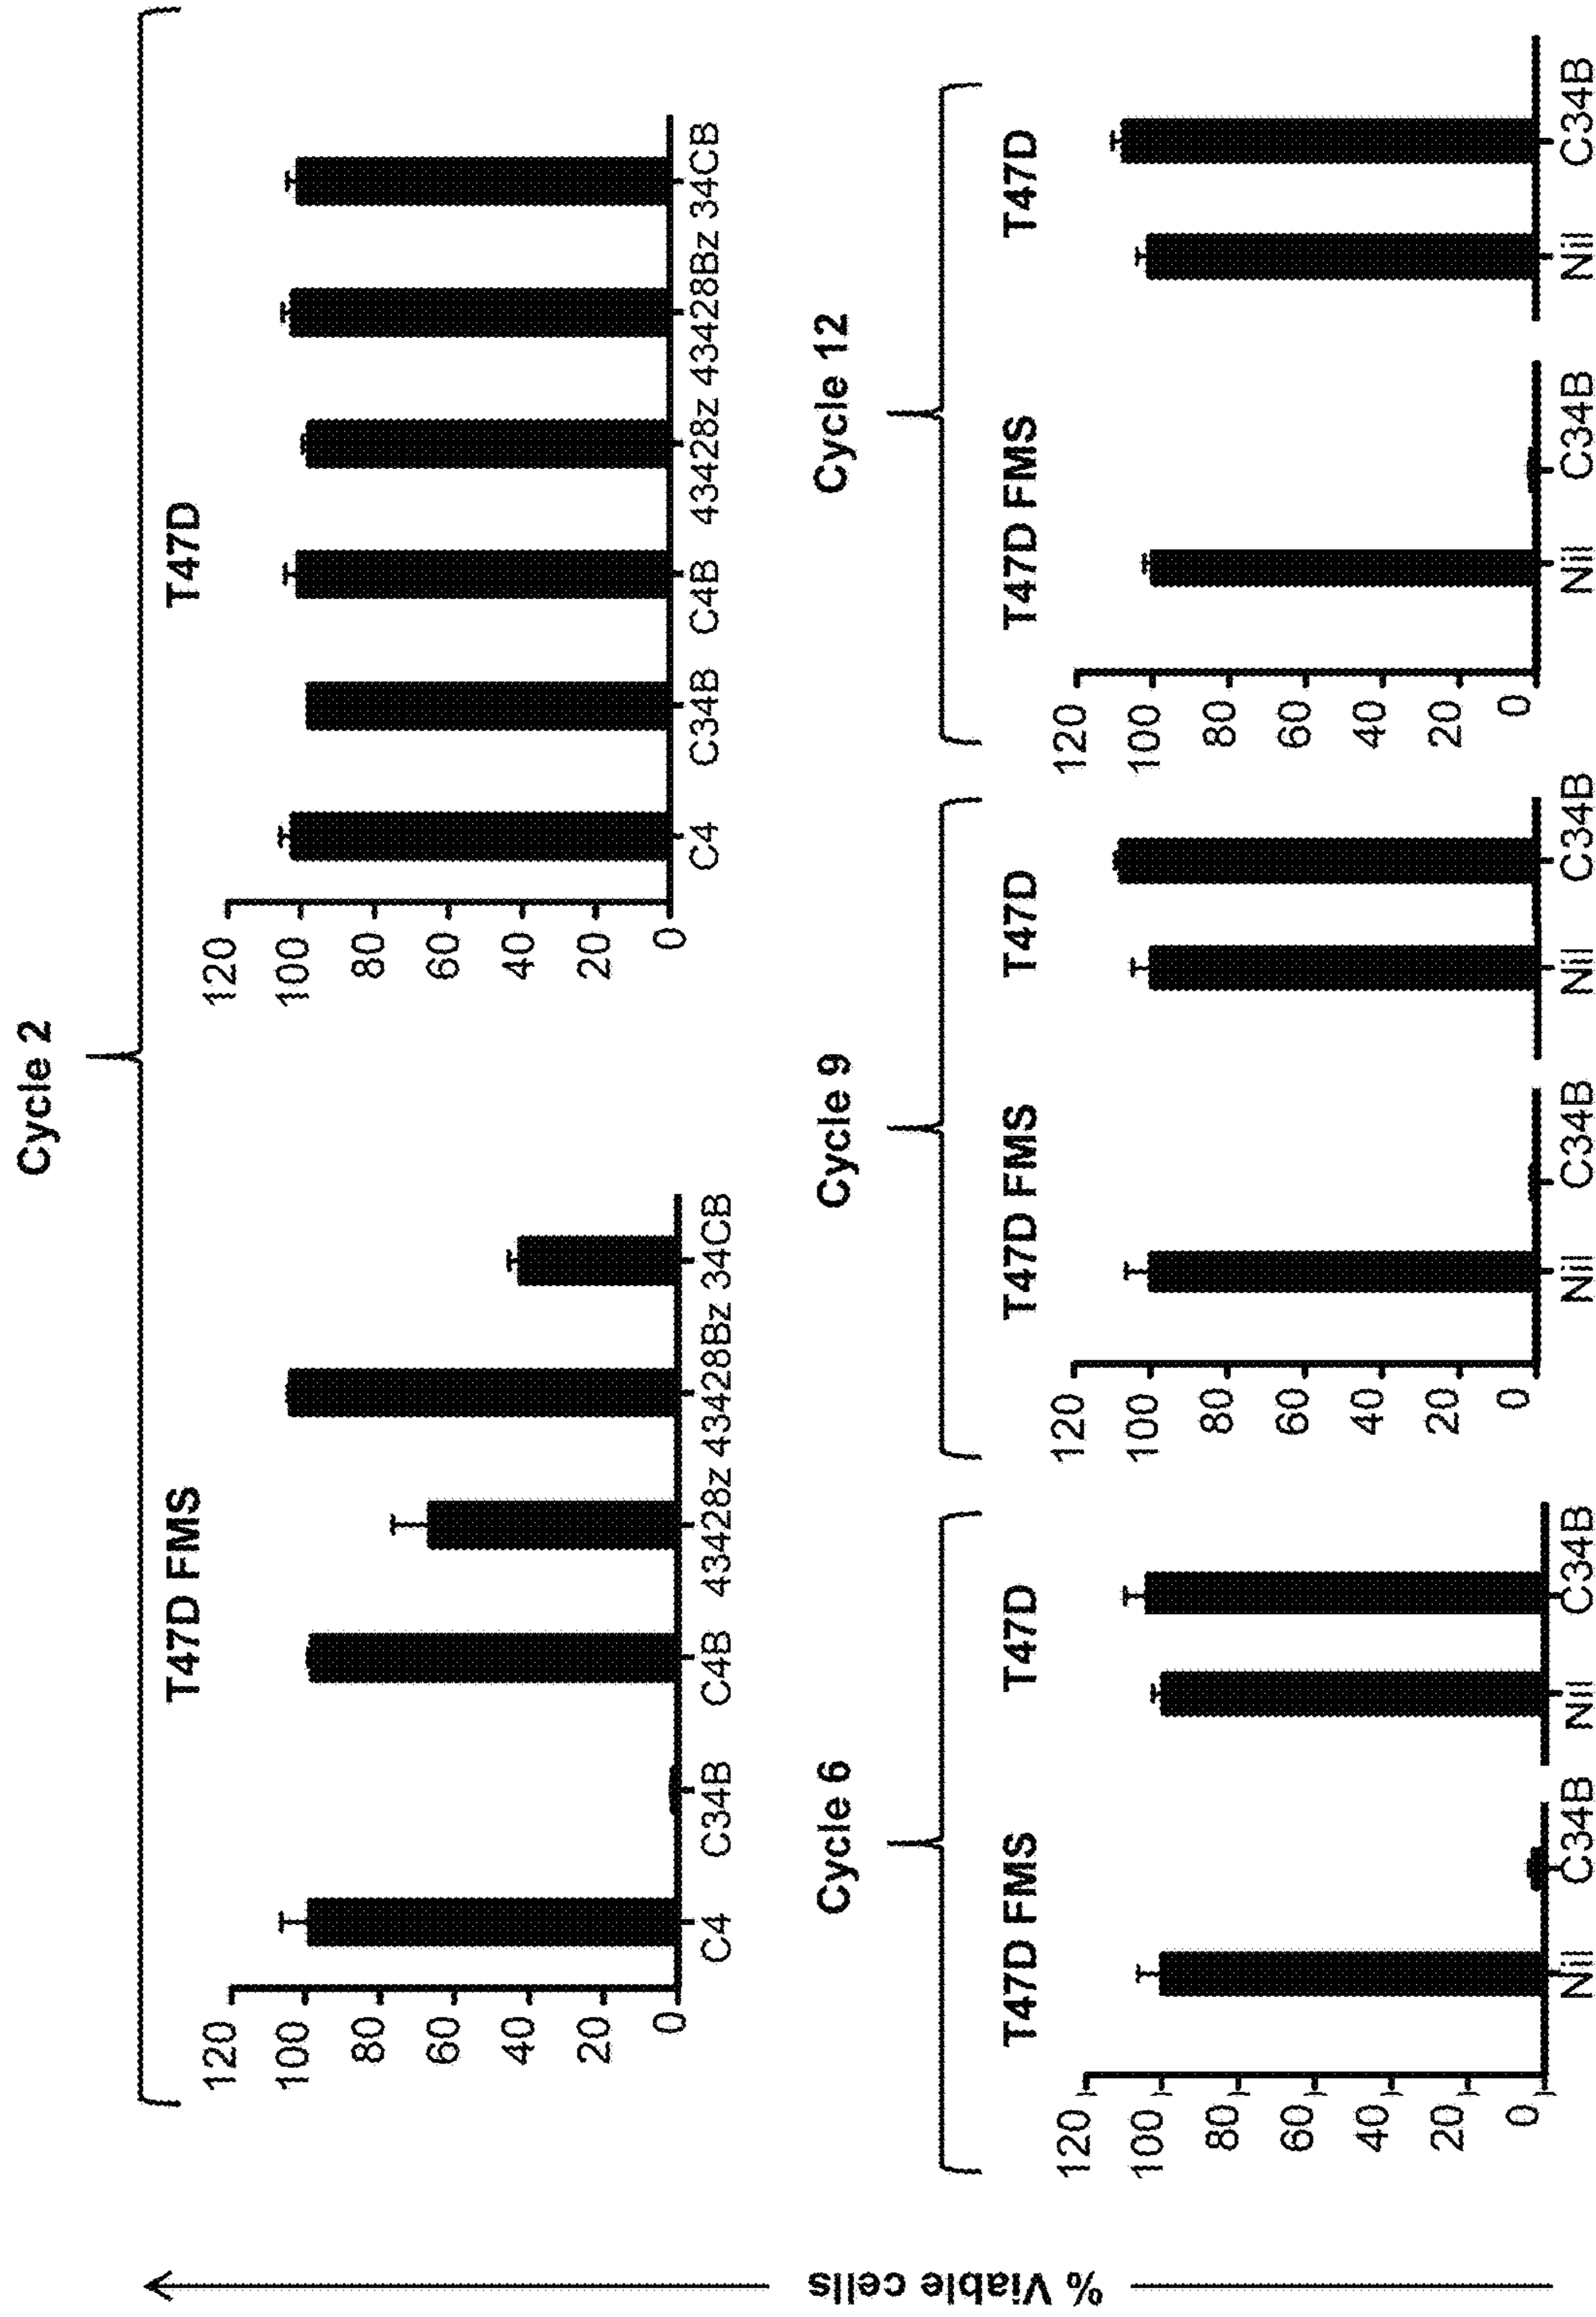 Cycle 2
T47D FMS
T47D
120
100
80
60
40
20
0
C4 C34B C4B 43428z 43428Bz 34CB
120
100
80
60
40
20
0
C4 C34B C4B 43428z 43428Bz 34CB
% Viable cells
Cycle 6
T47D FMS
T47D
120
100
80
60
40
20
0
Nil C34B
Nil C34B
Cycle 9
T47D FMS
T47D
120
100
80
60
40
20
0
Nil C34B
Nil C34B
Cycle 12
T47D FMS
T47D
120
100
80
60
40
20
0
Nil C34B
Nil C34B